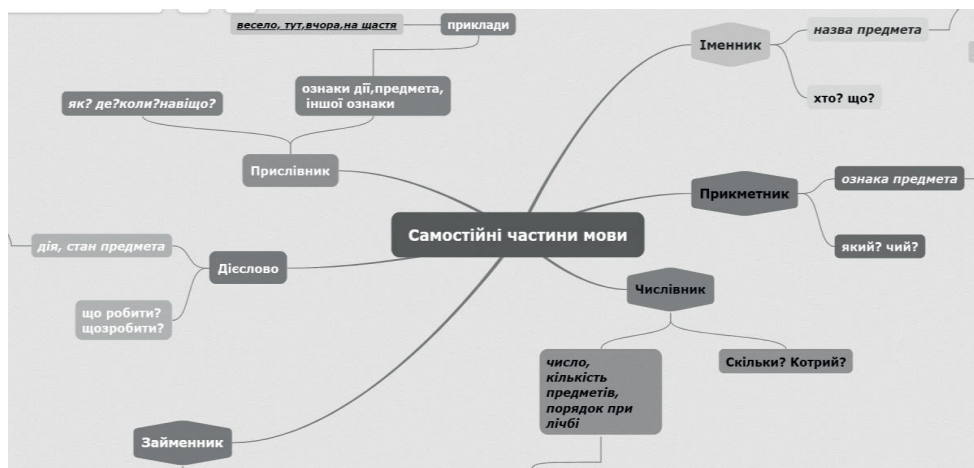 весело, тут,вчора,на щастя
приклади
ознаки дії,предмета,
іншої ознаки
як? де?коли?навіщо?
Прислівник
Іменник
назва предмета
хто? що?
Прикметник
ознака предмета
який? чий?
Самостійні частини мови
дія, стан предмета
Дієслово
що робити?
щозробити?
Числівник
число,
кількість
предметів,
порядок при
лічбі
Скільки? Котрий?
Займенник